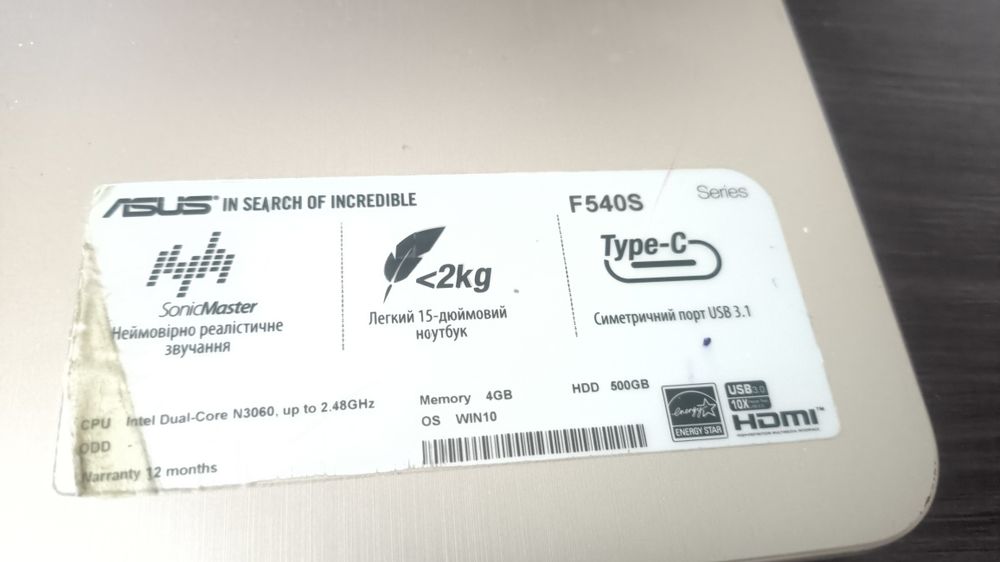 ASUS IN SEARCH OF INCREDIBLE
F540S Series
SonicMaster
Неймовірно реалістичне
звучання
<2kg
Легкий 15-дюймовий
ноутбук
Type-C
Симетричний порт USB 3.1
CPU Intel Dual-Core N3060, up to 2.48GHz
ODD
Warranty 12 months
Memory 4GB
OS WIN10
HDD 500GB
energy
ENERGY STAR
USB 3.0
10X
HDMI™